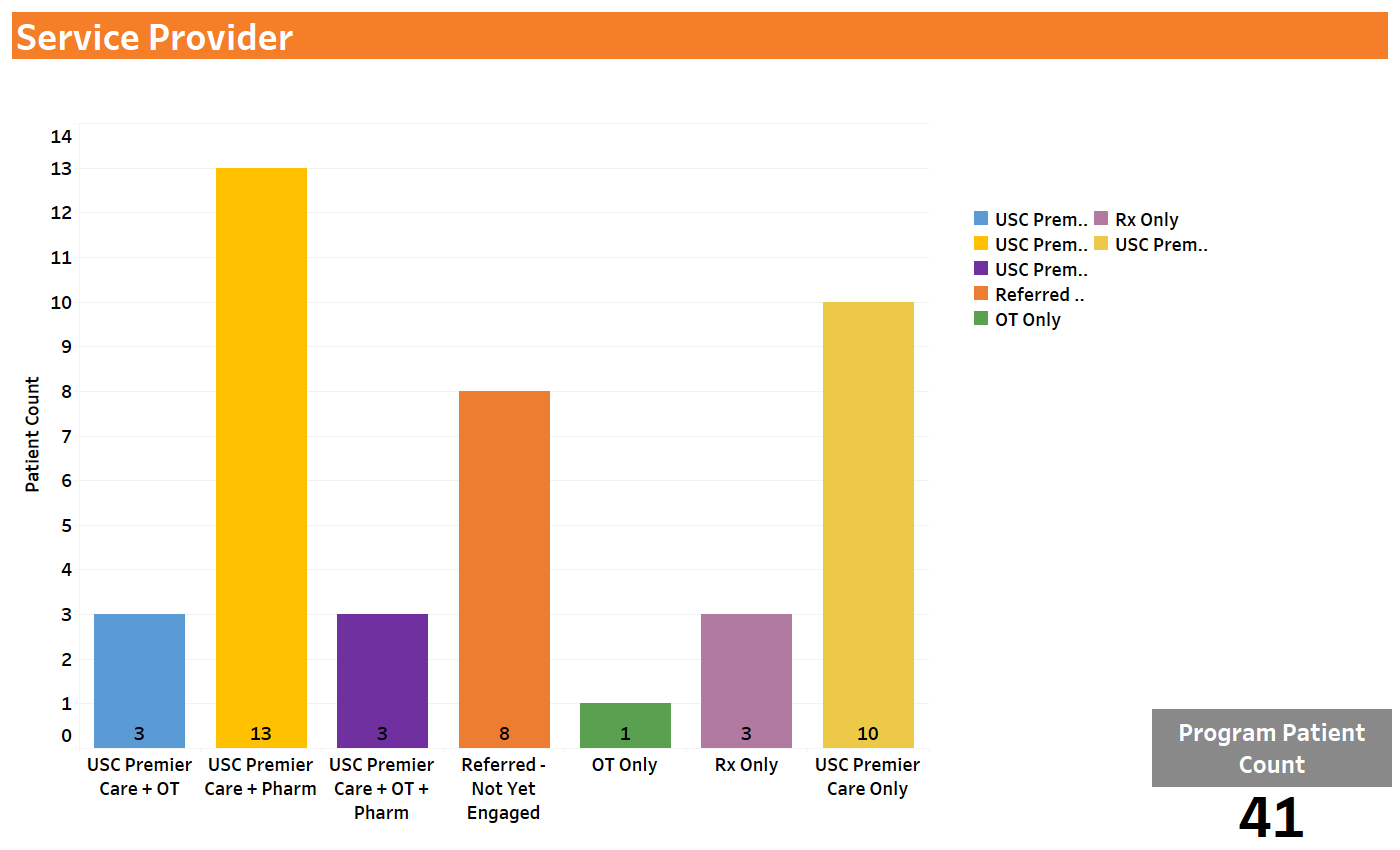 Service Provider
14
13
12
11
10
9
8
7
6
5
4
3
2
1
0
Patient Count
3
13
3
8
1
3
10
USC Premier
Care + OT
USC Premier
Care + Pharm
USC Premier
Care + OT +
Pharm
Referred -
Not Yet
Engaged
OT Only
Rx Only
USC Premier
Care Only
USC Prem.. Rx Only
USC Prem.. USC Prem..
USC Prem..
Referred ..
OT Only
Program Patient
Count
41